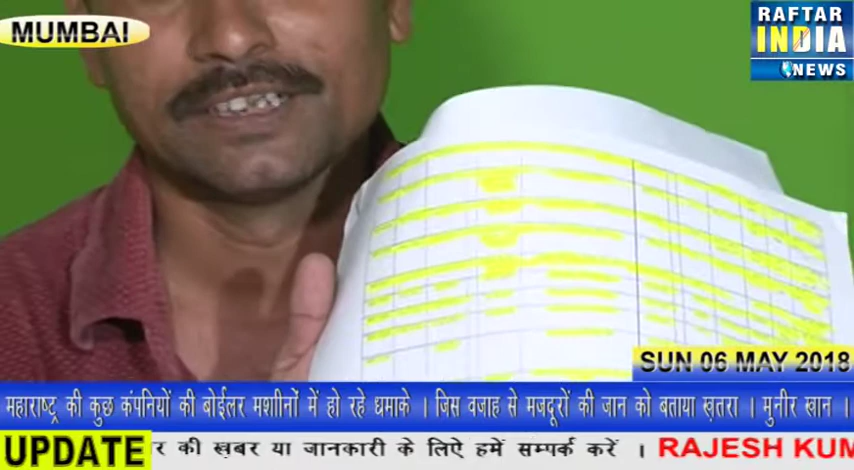 MUMBAI
RAFTAR
INDIA
NEWS
SUN 06 MAY 2018
महाराष्ट्र की कुछ कंपनियों की बोईलर मशीनों में हो रहे धमाके । जिस वजाह से मजदूरों की जान को बताया ख़तरा । मुनीर खान ।
UPDATE
र की खबर या जानकारी के लिऐ हमें सम्पर्क करें । RAJESH KUM